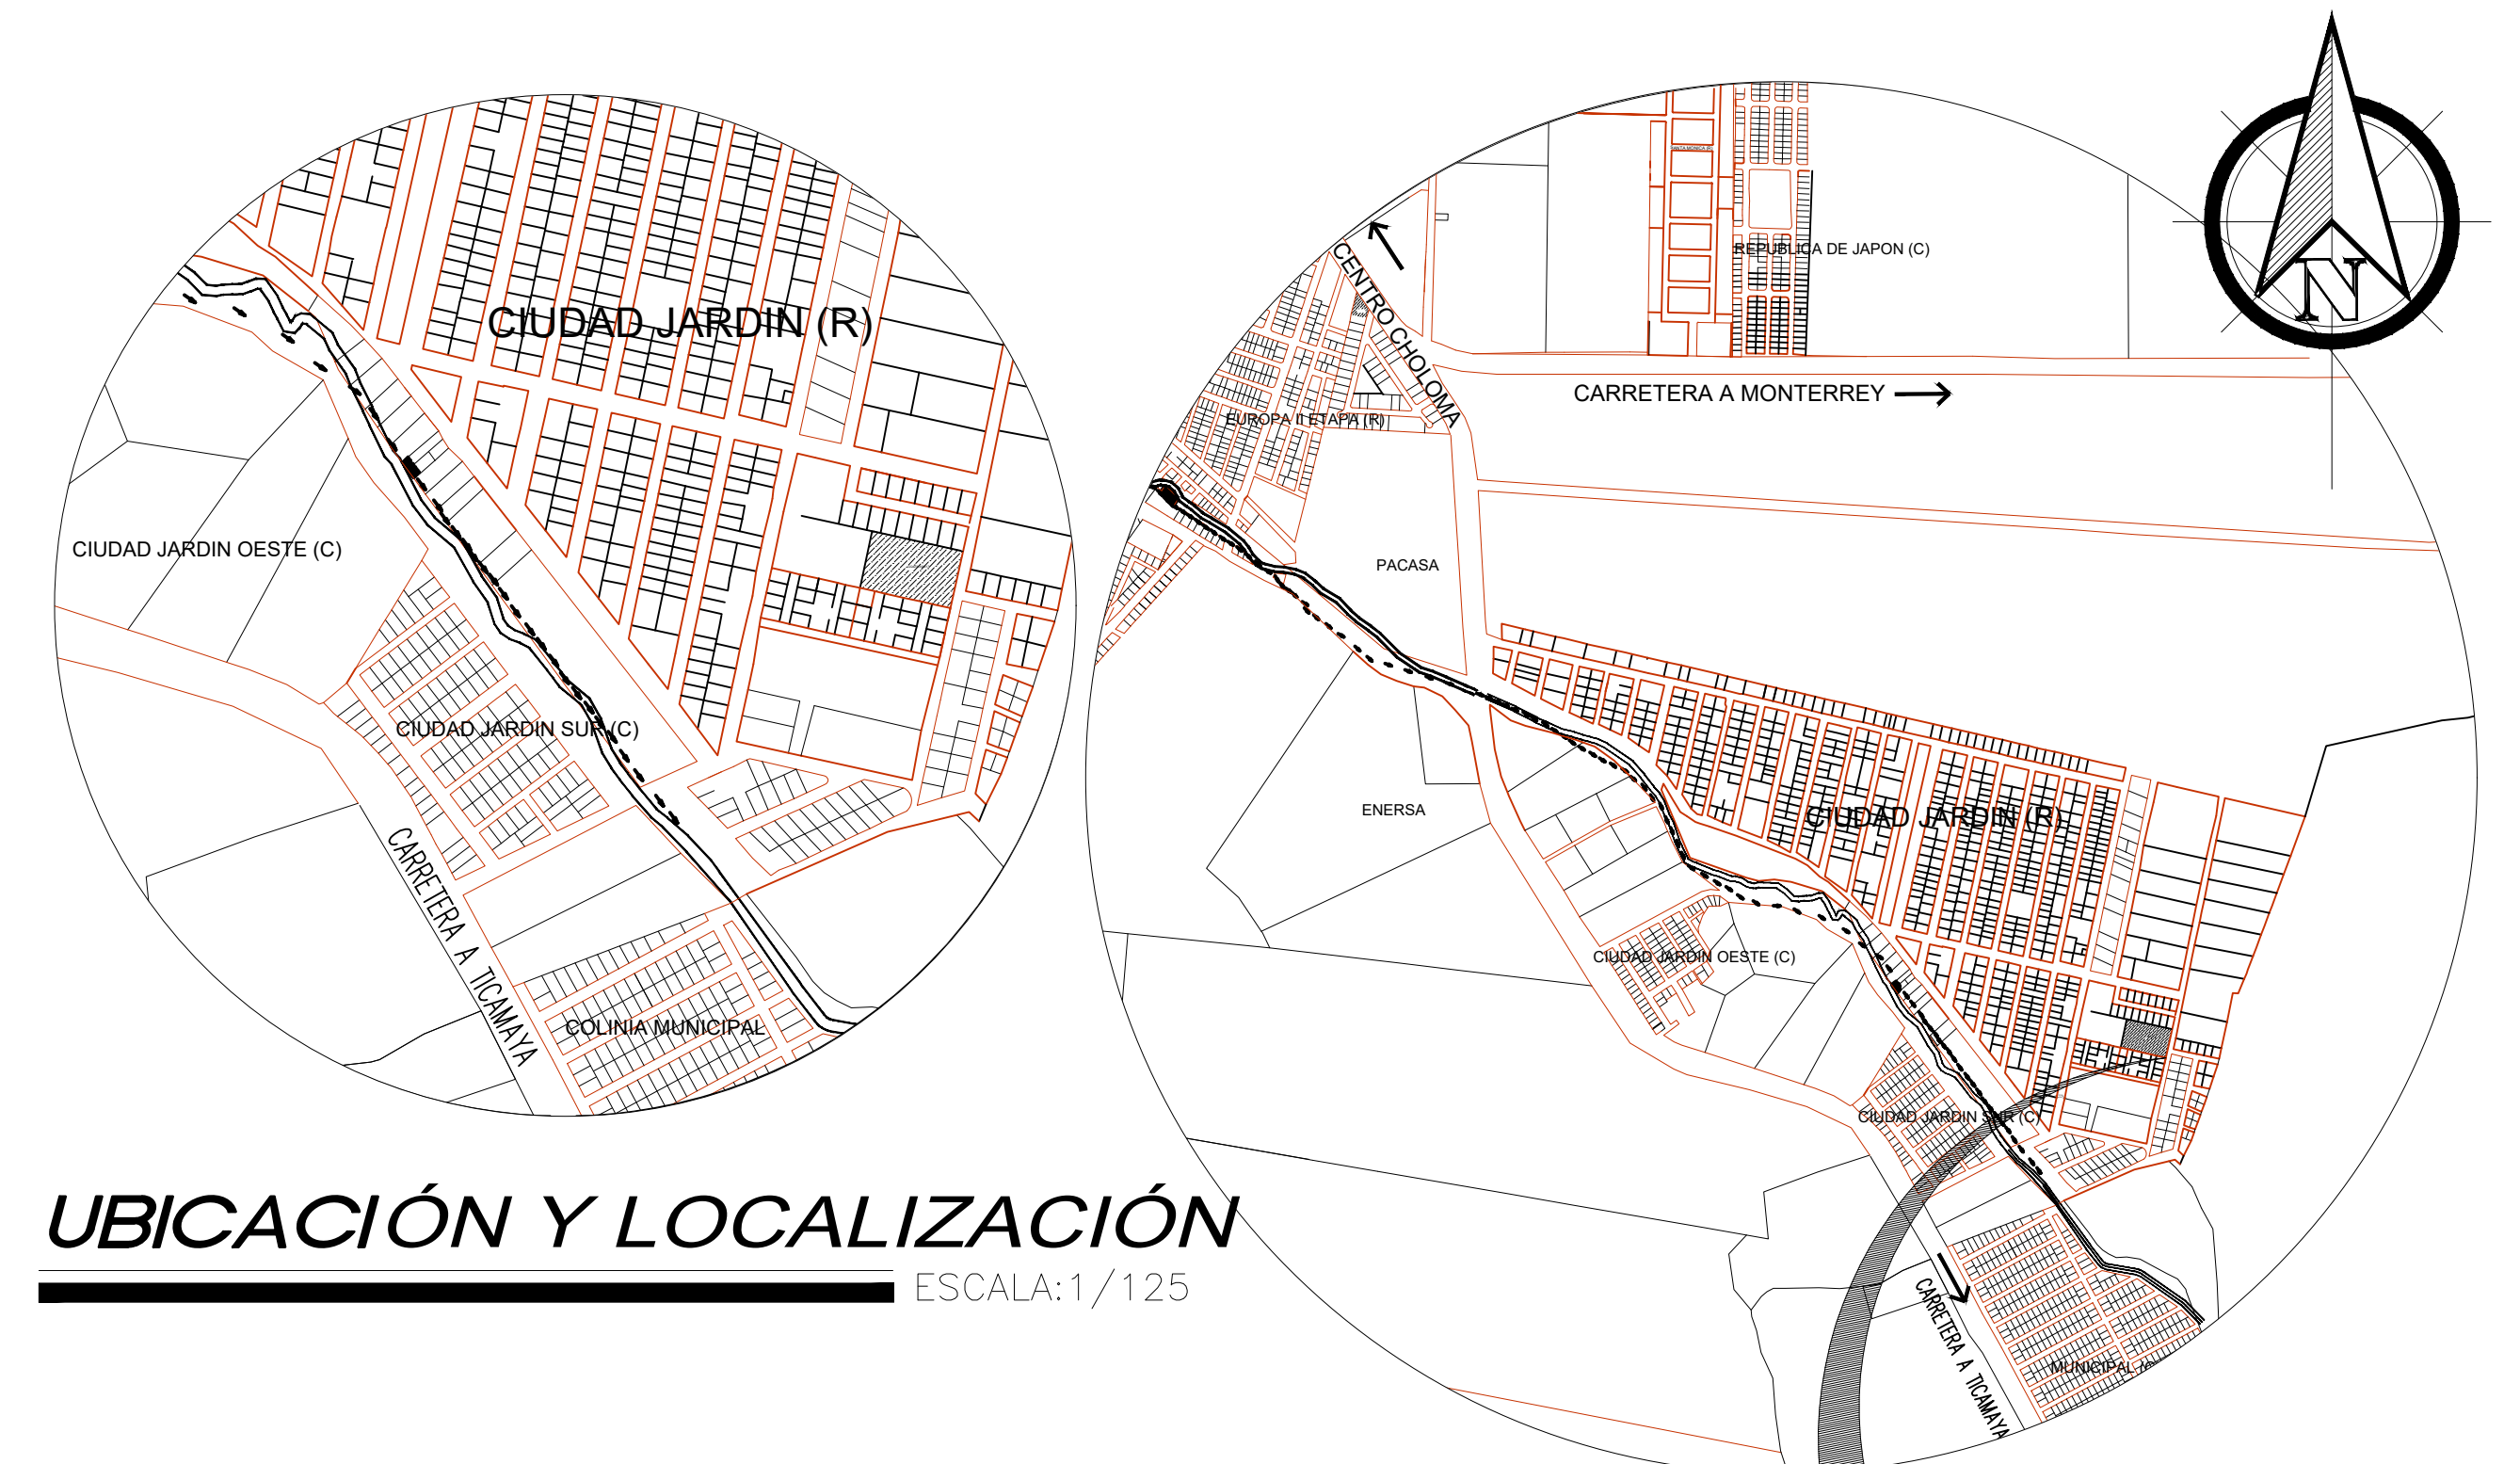 CIUDAD JARDIN (R)
CIUDAD JARDIN OESTE (C)
CIUDAD JARDIN SUR (C)
CARRETERA A TICAMAYA
COLINIA MUNICIPAL
UBICACIÓN Y LOCALIZACIÓN
ESCALA:1/125
SANTA MONICA (R)
REPUBLICA DE JAPON (C)
N
CENTRO CHOLOMA
CARRETERA A MONTERREY
EUROPA II ETAPA (R)
PACASA
ENERSA
CIUDAD JARDIN (R)
CIUDAD JARDIN OESTE (C)
CIUDAD JARDIN SUR (C)
CARRETERA A TICAMAYA
MUNICIPAL (C